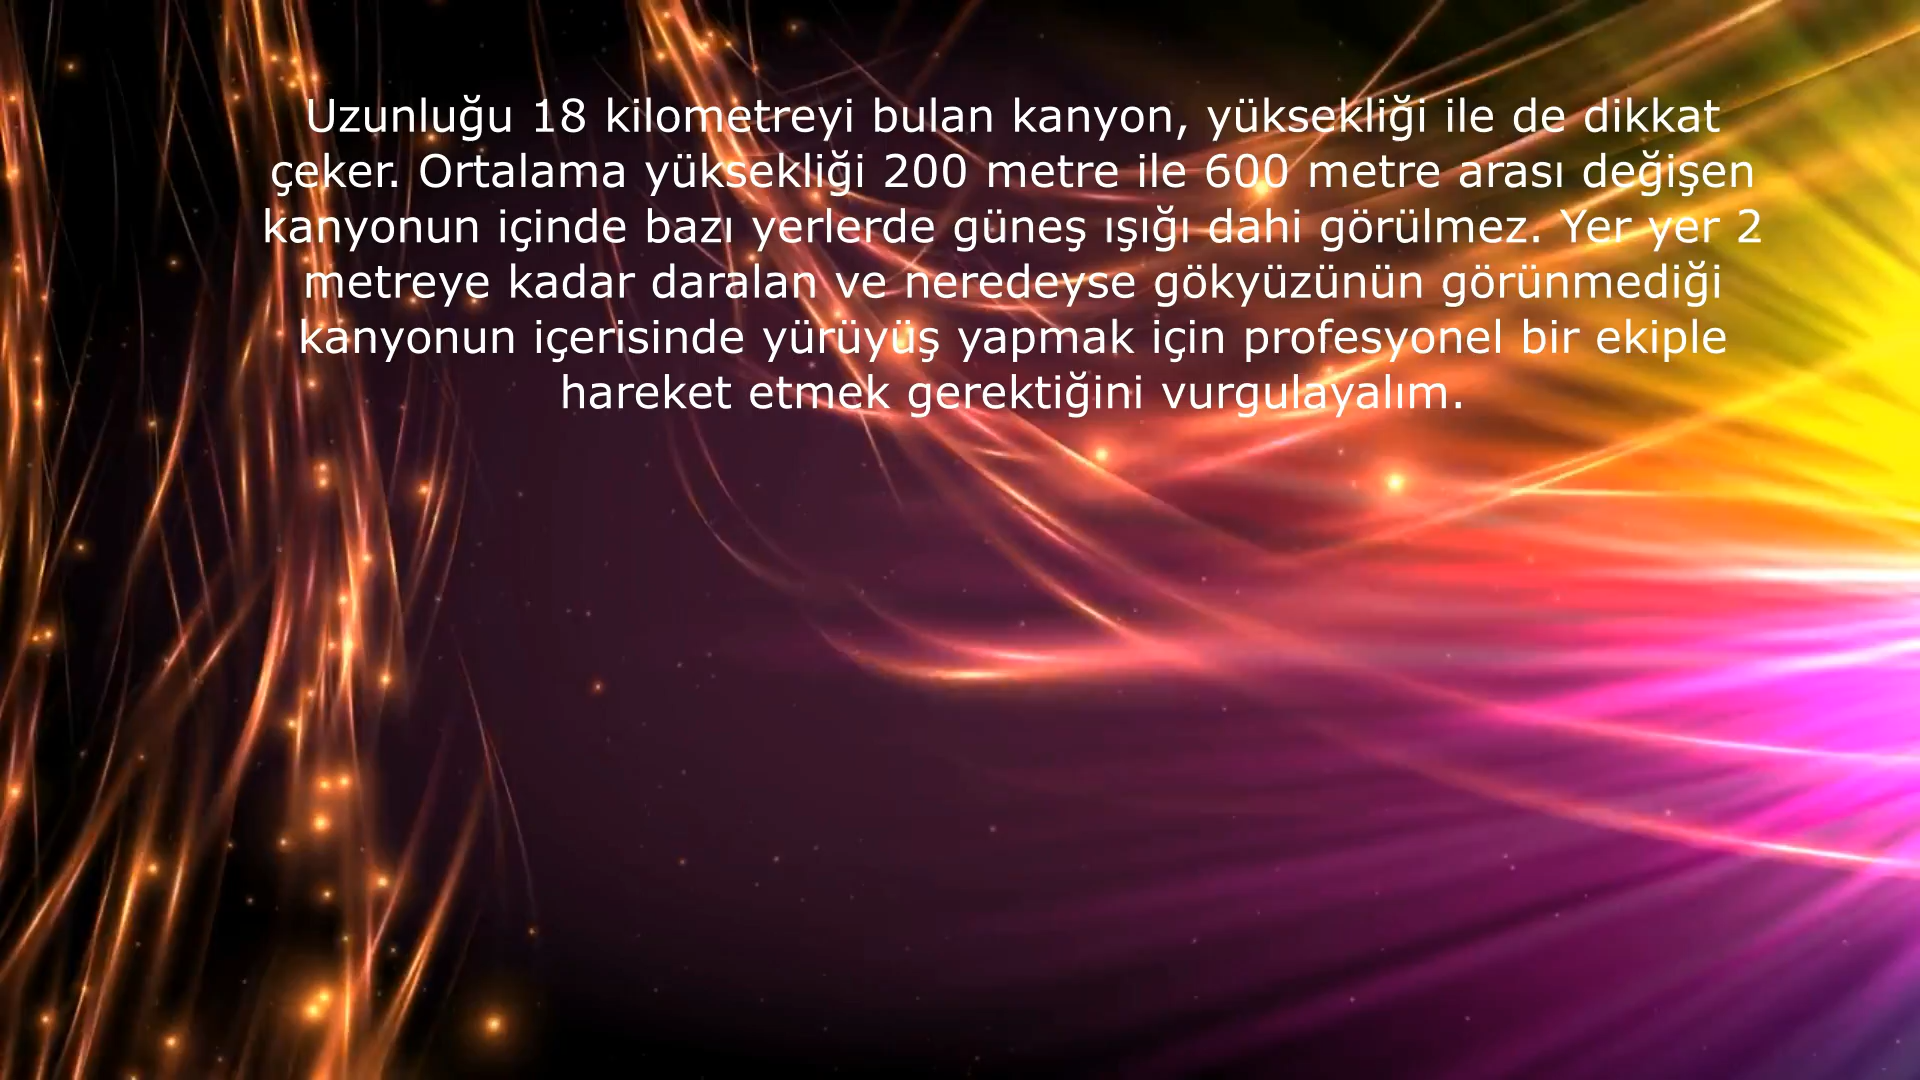 Uzunluğu 18 kilometreyi bulan kanyon, yüksekliği ile de dikkat
çeker. Ortalama yüksekliği 200 metre ile 600 metre arası değişen
kanyonun içinde bazı yerlerde güneş ışığı dahi görülmez. Yer yer 2
metreye kadar daralan ve neredeyse gökyüzünün görünmediği
kanyonun içerisinde yürüyüş yapmak için profesyonel bir ekiple
hareket etmek gerektiğini vurgulayalım.